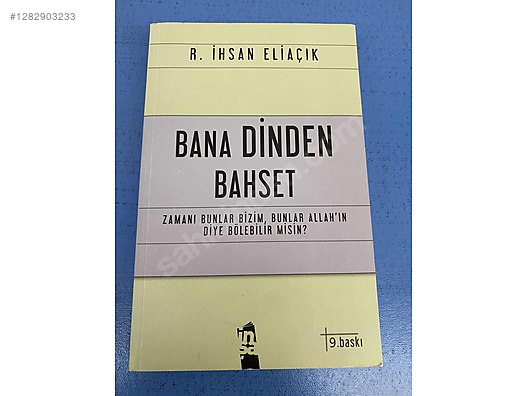 #1282903233
R. İHSAN ELİAÇIK
BANA DİNDEN
BAHSET
ZAMANI BUNLAR BİZİM, BUNLAR ALLAH'IN
DİYE BÖLEBİLİR MİSİN?
inşa
9.baskı